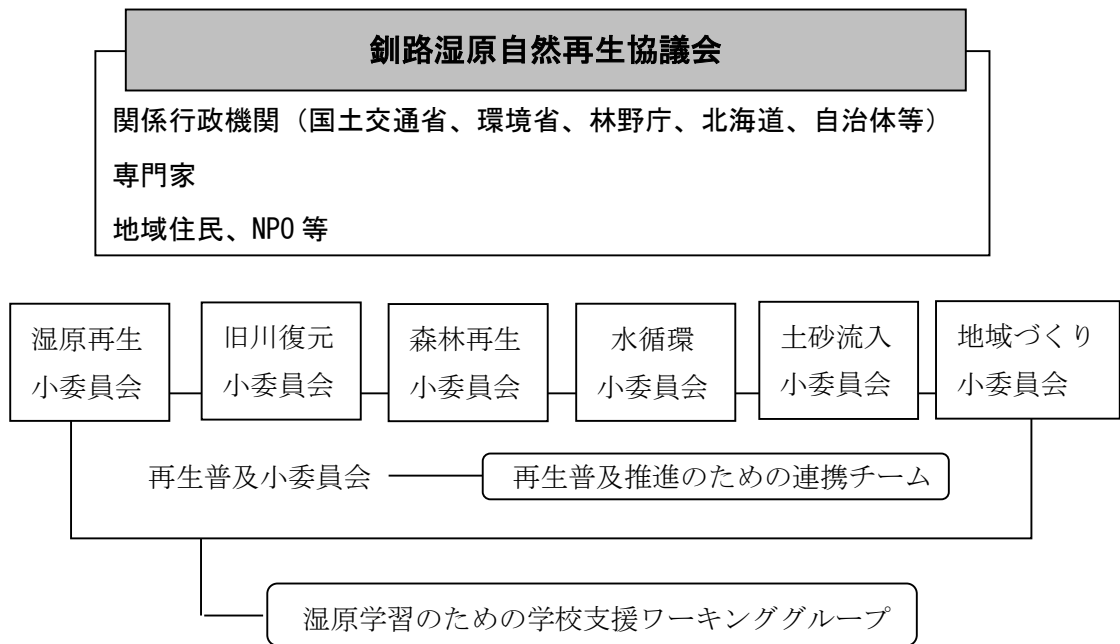 釧路湿原自然再生協議会
関係行政機関（国土交通省、環境省、林野庁、北海道、自治体等）
専門家
地域住民、NPO 等
湿原再生
小委員会
旧川復元
小委員会
森林再生
小委員会
水循環
小委員会
土砂流入
小委員会
地域づくり
小委員会
再生普及小委員会
再生普及推進のための連携チーム
湿原学習のための学校支援ワーキンググループ